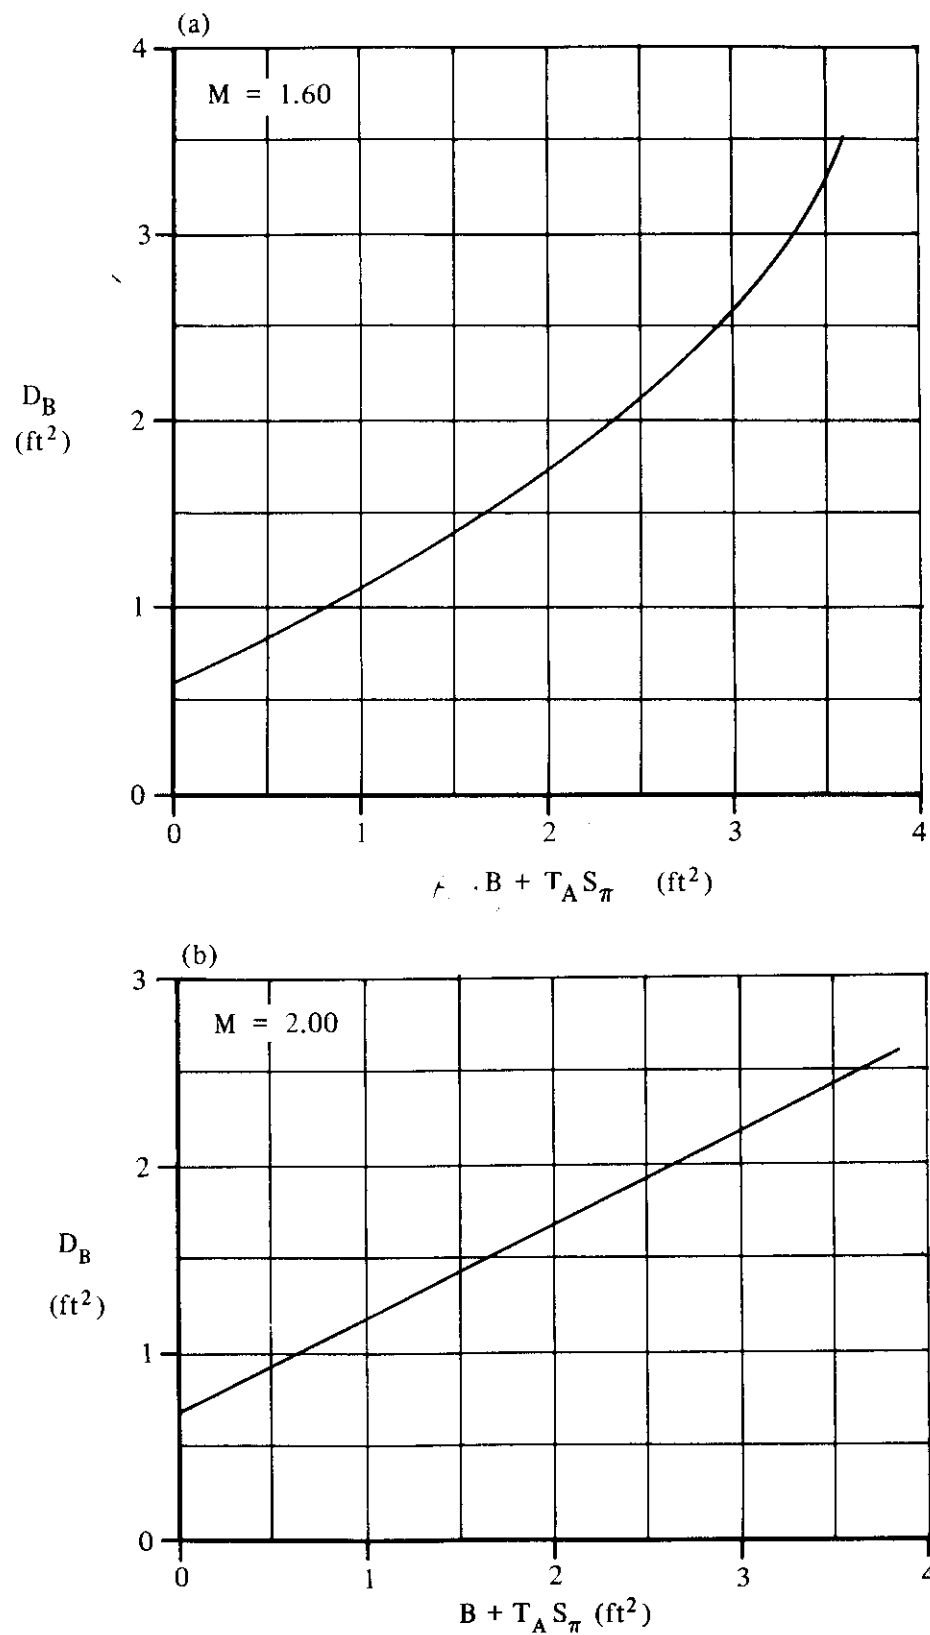 (a)
4
M = 1.60
3
D_B
(ft²)
2
1
0
0 1 2 3 4
B + T_A S_π (ft²)
(b)
3
M = 2.00
2
D_B
(ft²)
1
0
0 1 2 3 4
B + T_A S_π (ft²)